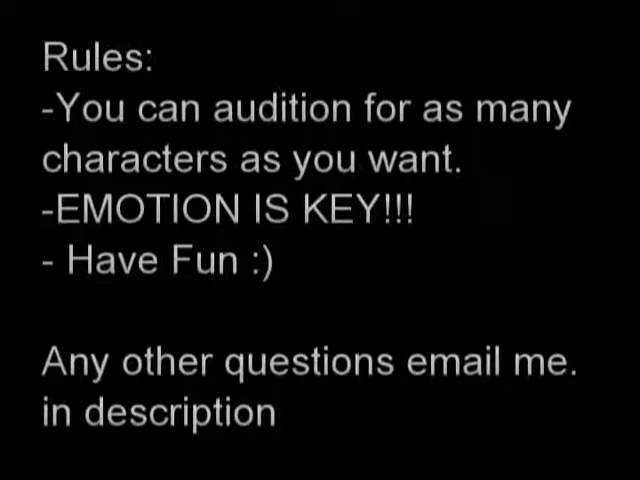 Rules:
-You can audition for as many
characters as you want.
-EMOTION IS KEY!!!
- Have Fun :)
Any other questions email me.
in description